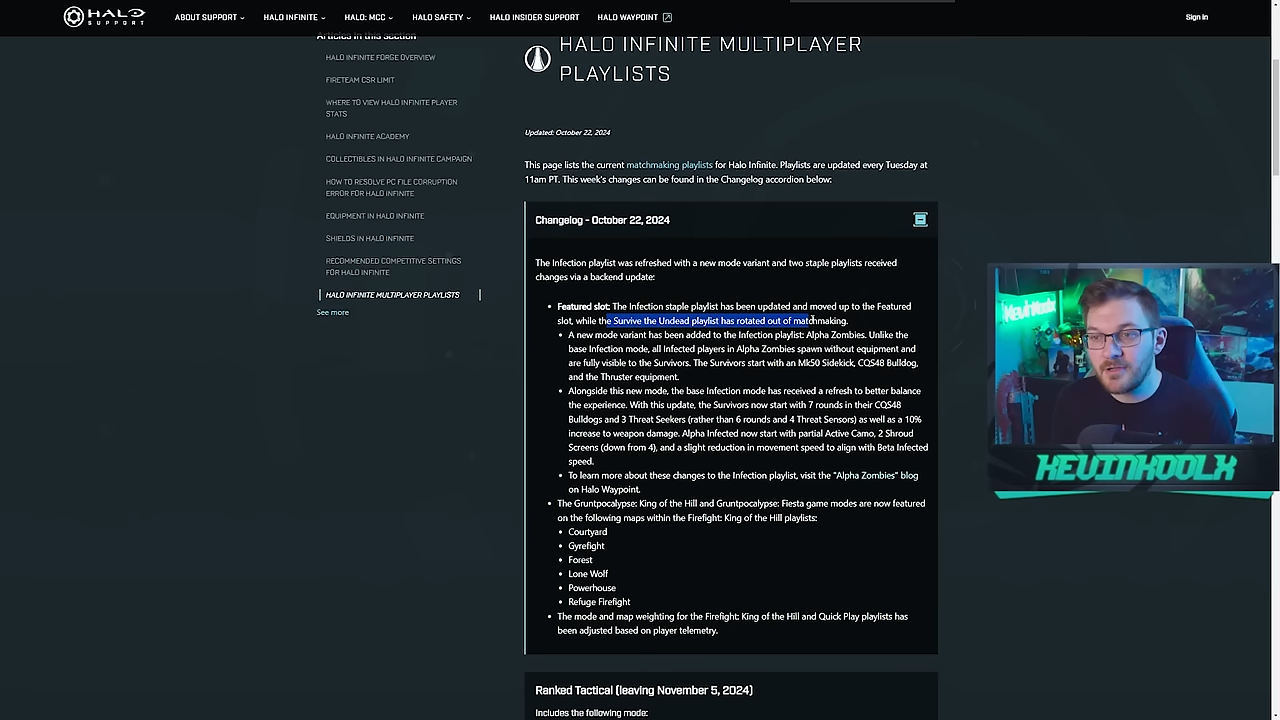 HALO
SUPPORT
ABOUT SUPPORT
HALO INFINITE
HALO: MCC
HALO SAFETY
HALO INSIDER SUPPORT
HALO WAYPOINT
Sign in
Articles in this section
HALO INFINITE FORGE OVERVIEW
FIRETEAM CSR LIMIT
WHERE TO VIEW HALO INFINITE PLAYER
STATS
HALO INFINITE ACADEMY
COLLECTIBLES IN HALO INFINITE CAMPAIGN
HOW TO RESOLVE PC FILE CORRUPTION
ERROR FOR HALO INFINITE
EQUIPMENT IN HALO INFINITE
SHIELDS IN HALO INFINITE
RECOMMENDED COMPETITIVE SETTINGS
FOR HALO INFINITE
HALO INFINITE MULTIPLAYER PLAYLISTS
See more
HALO INFINITE MULTIPLAYER
PLAYLISTS
Updated: October 22, 2024
This page lists the current matchmaking playlists for Halo Infinite. Playlists are updated every Tuesday at
11am PT. This week's changes can be found in the Changelog accordion below:
Changelog - October 22, 2024
The Infection playlist was refreshed with a new mode variant and two staple playlists received
changes via a backend update:
• Featured slot: The Infection staple playlist has been updated and moved up to the Featured
slot, while the Survive the Undead playlist has rotated out of matchmaking.
• A new mode variant has been added to the Infection playlist: Alpha Zombies. Unlike the
base Infection mode, all Infected players in Alpha Zombies spawn without equipment and
are fully visible to the Survivors. The Survivors start with an Mk50 Sidekick, CQS48 Bulldog,
and the Thruster equipment.
• Alongside this new mode, the base Infection mode has received a refresh to better balance
the experience. With this update, the Survivors now start with 7 rounds in their CQS48
Bulldogs and 3 Threat Seekers (rather than 6 rounds and 4 Threat Sensors) as well as a 10%
increase to weapon damage. Alpha Infected now start with partial Active Camo, 2 Shroud
Screens (down from 4), and a slight reduction in movement speed to align with Beta Infected
speed.
• To learn more about these changes to the Infection playlist, visit the "Alpha Zombies" blog
on Halo Waypoint.
• The Gruntpocalypse: King of the Hill and Gruntpocalypse: Fiesta game modes are now featured
on the following maps within the Firefight: King of the Hill playlists:
• Courtyard
• Gyrefight
• Forest
• Lone Wolf
• Powerhouse
• Refuge Firefight
• The mode and map weighting for the Firefight: King of the Hill and Quick Play playlists has
been adjusted based on player telemetry.
Ranked Tactical (leaving November 5, 2024)
Includes the following mode:
KevinKoolx
KEVINKOOLX